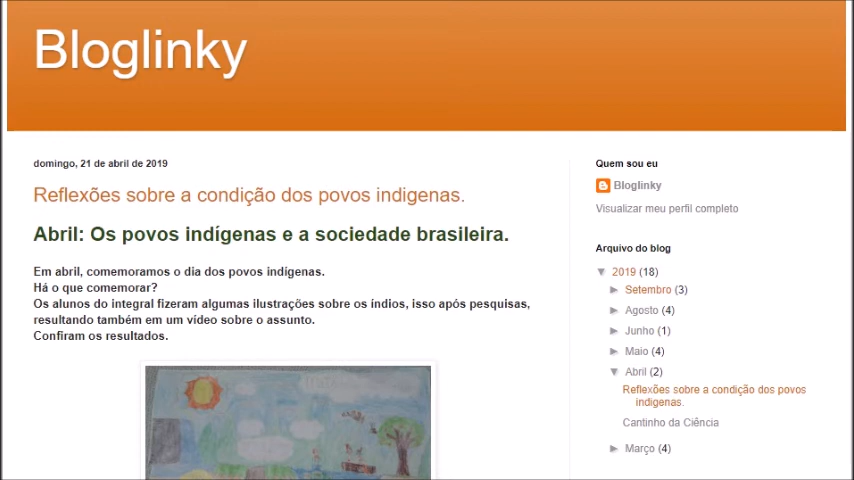 Bloglinky
domingo, 21 de abril de 2019
Reflexões sobre a condição dos povos indigenas.
Abril: Os povos indígenas e a sociedade brasileira.
Em abril, comemoramos o dia dos povos indígenas.
Há o que comemorar?
Os alunos do integral fizeram algumas ilustrações sobre os índios, isso após pesquisas,
resultando também em um vídeo sobre o assunto.
Confiram os resultados.
Quem sou eu
Bloglinky
Visualizar meu perfil completo
Arquivo do blog
▼ 2019 (18)
► Setembro (3)
► Agosto (4)
► Junho (1)
► Maio (4)
▼ Abril (2)
Reflexões sobre a condição dos povos
indigenas.
Cantinho da Ciência
► Março (4)